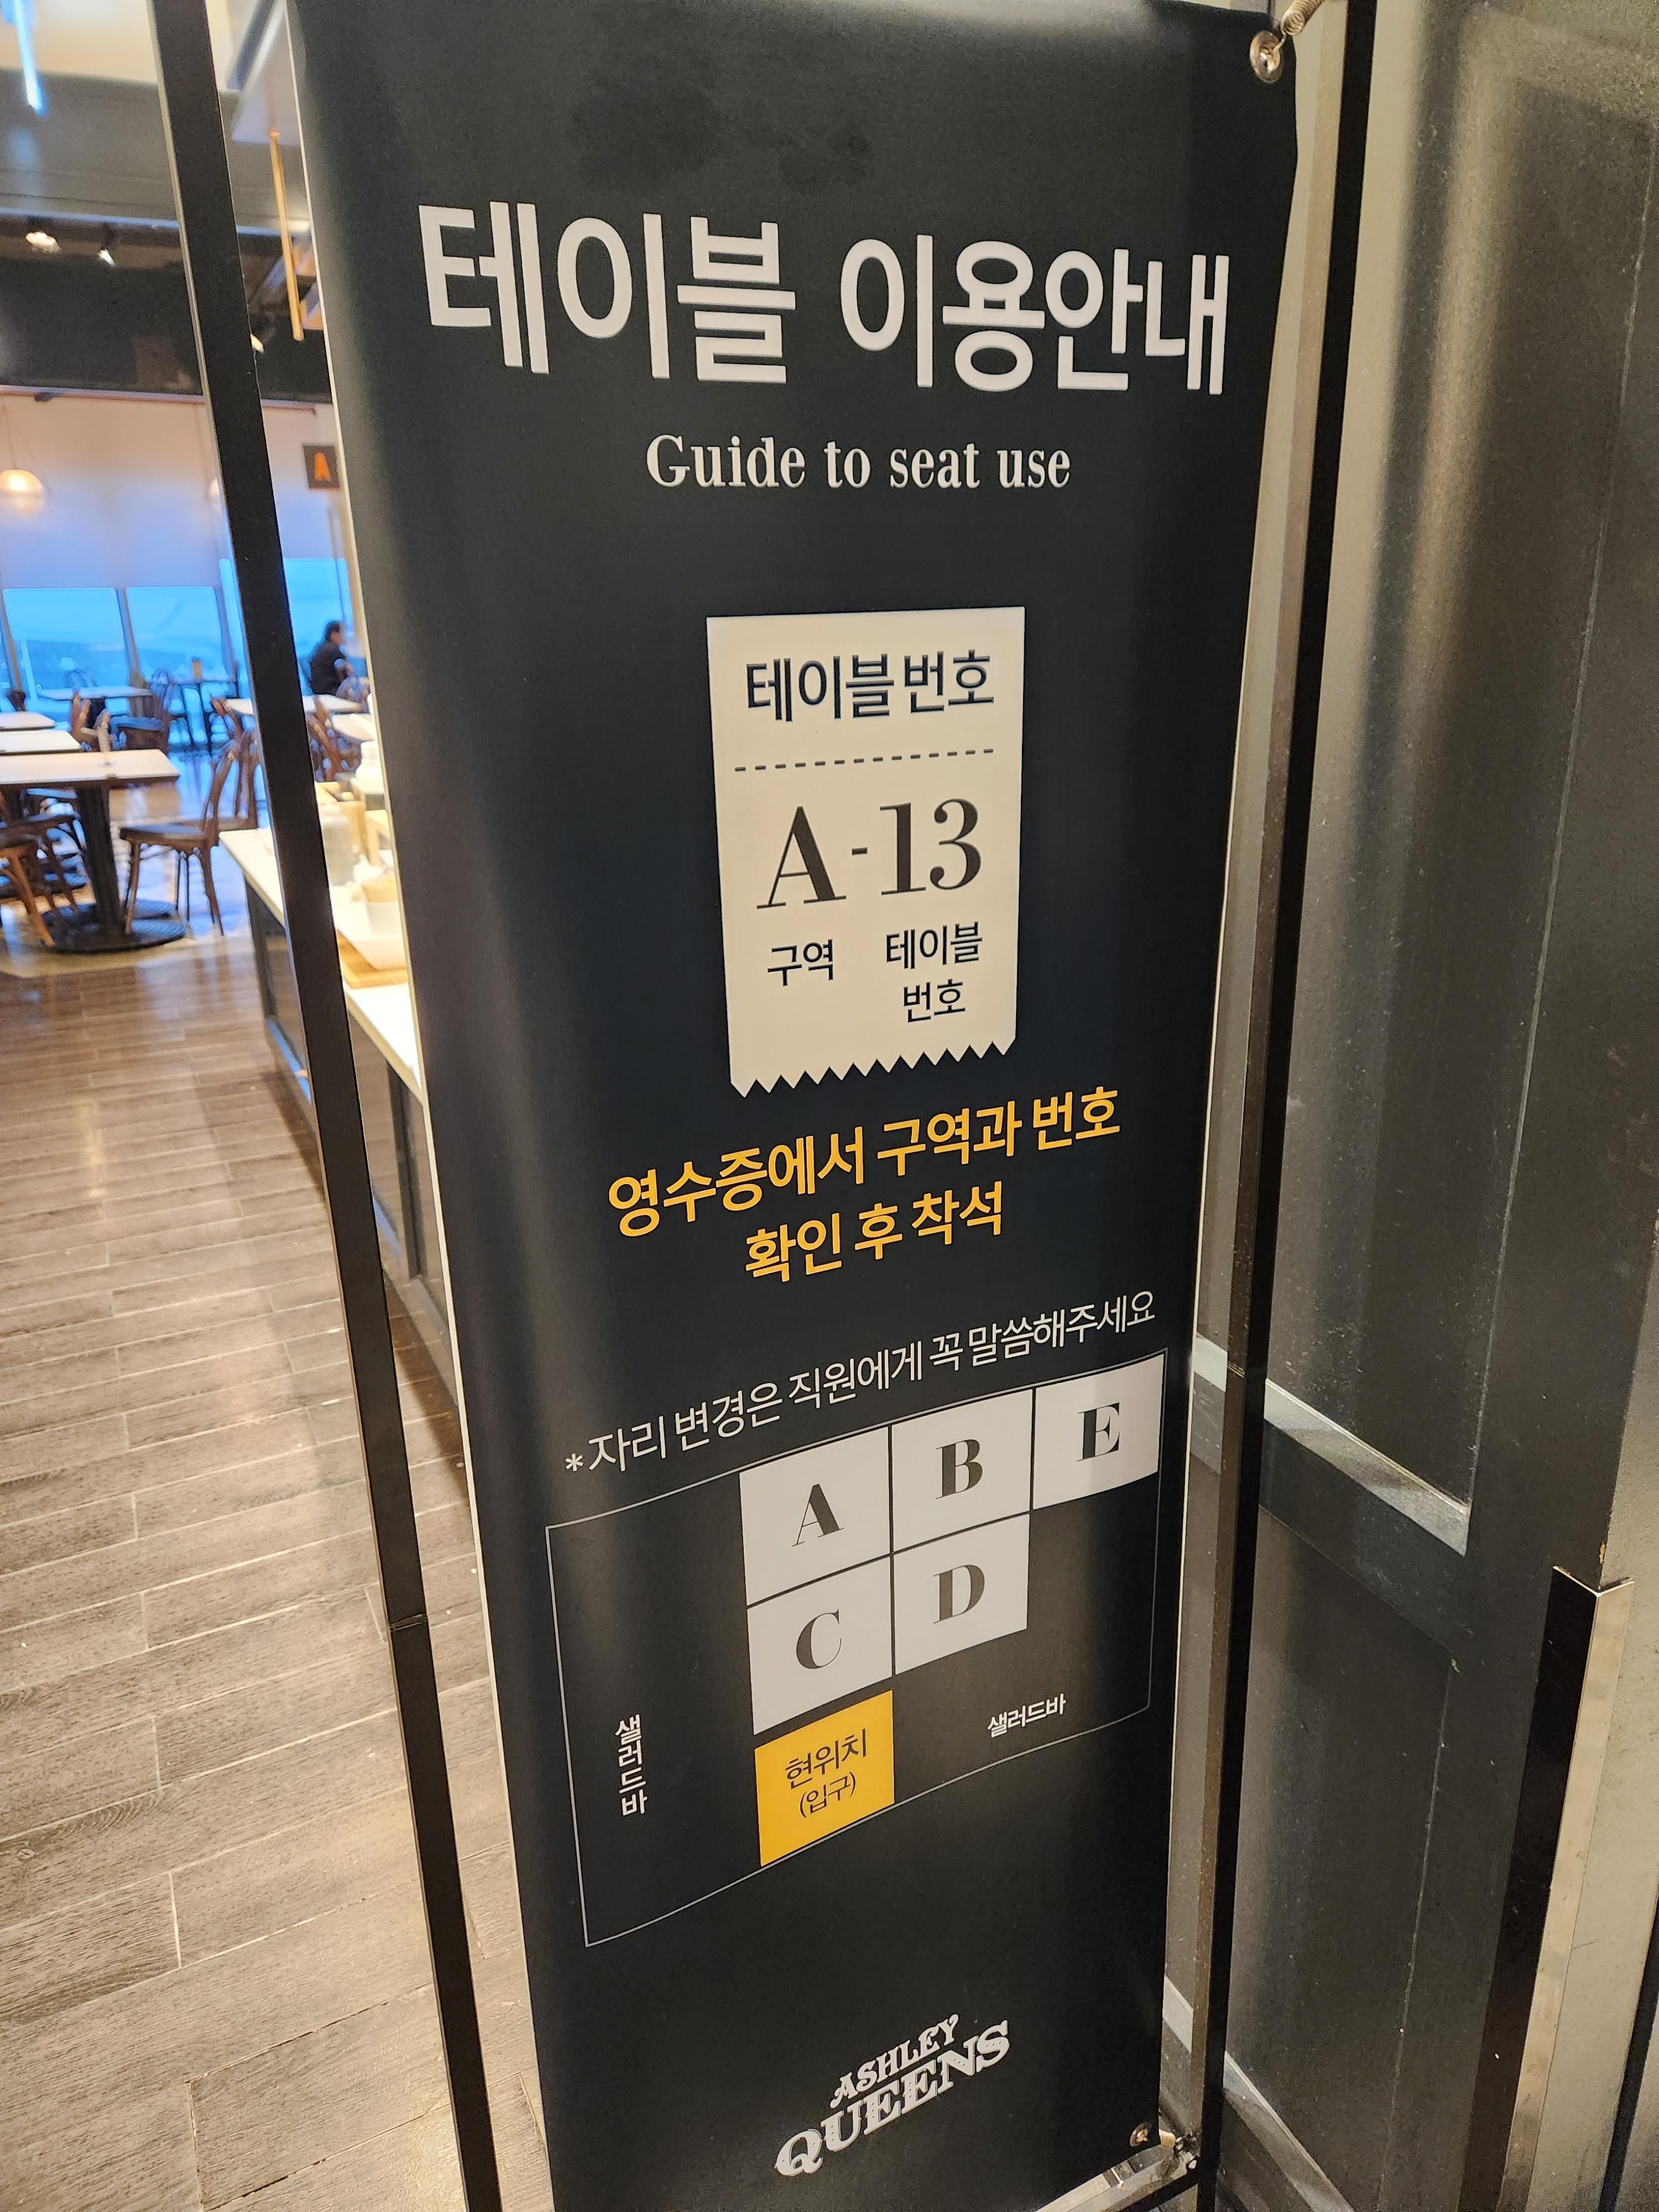 테이블 이용안내
Guide to seat use
A
테이블 번호
A-13
구역 테이블
번호
영수증에서 구역과 번호
확인 후 착석
*자리 변경은 직원에게 꼭 말씀해주세요
A B E
C D
샐러드바
현위치
(입구)
샐러드바
ASHLEY
QUEENS